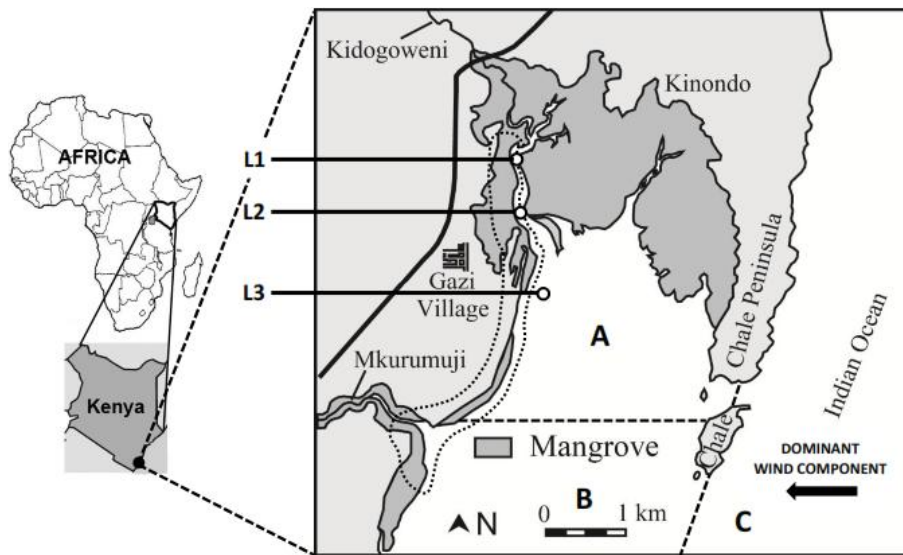 AFRICA
Kenya
L1
L2
L3
Kidogoweni
Kinondo
Gazi
Village
Mkurumuji
A
Chale Peninsula
Indian Ocean
Chale
Mangrove
DOMINANT
WIND COMPONENT
B
C
N
0 1 km